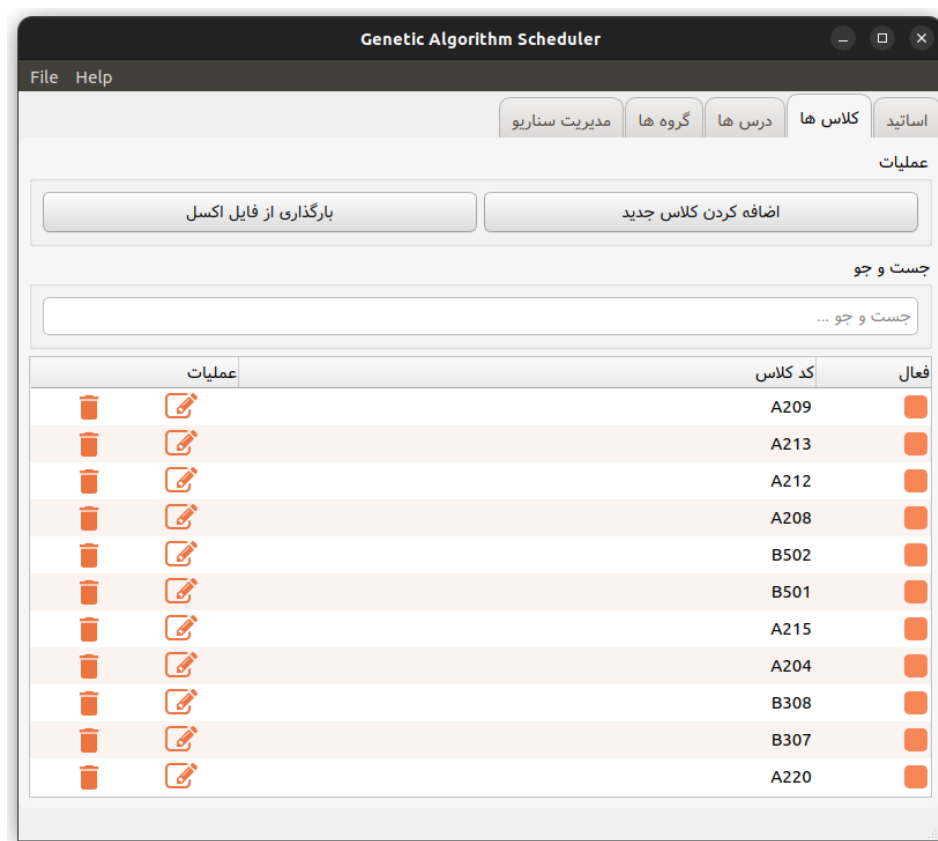 Genetic Algorithm Scheduler
File Help
اساتید کلاس ها درس ها گروه ها مدیریت سناریو
عملیات
اضافه کردن کلاس جدید بارگذاری از فایل اکسل
جست و جو
جست و جو ...
فعال کد کلاس عملیات
A209
A213
A212
A208
B502
B501
A215
A204
B308
B307
A220